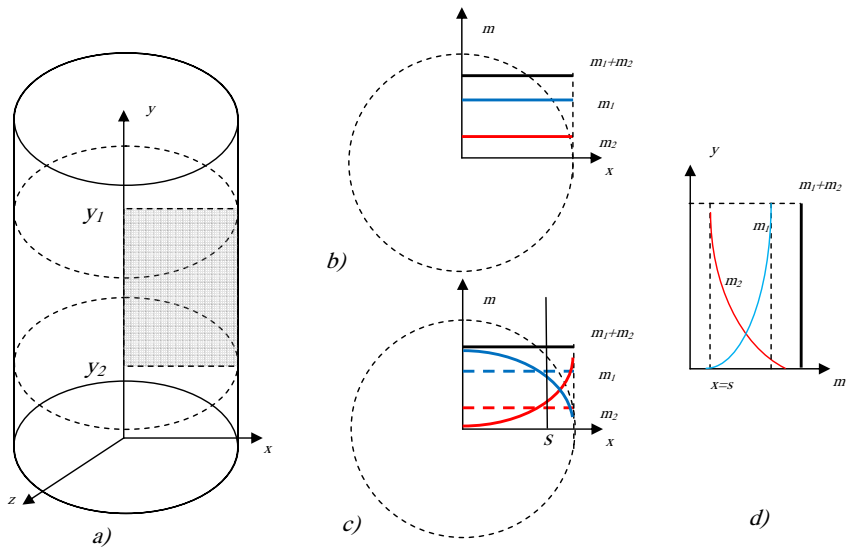 y
y₁
y₂
x
z
a)
m
m₁+m₂
m₁
m₂
x
b)
m
m₁+m₂
m₁
m₂
s
x
c)
y
m₁+m₂
m₁
m₂
x=s
m
d)